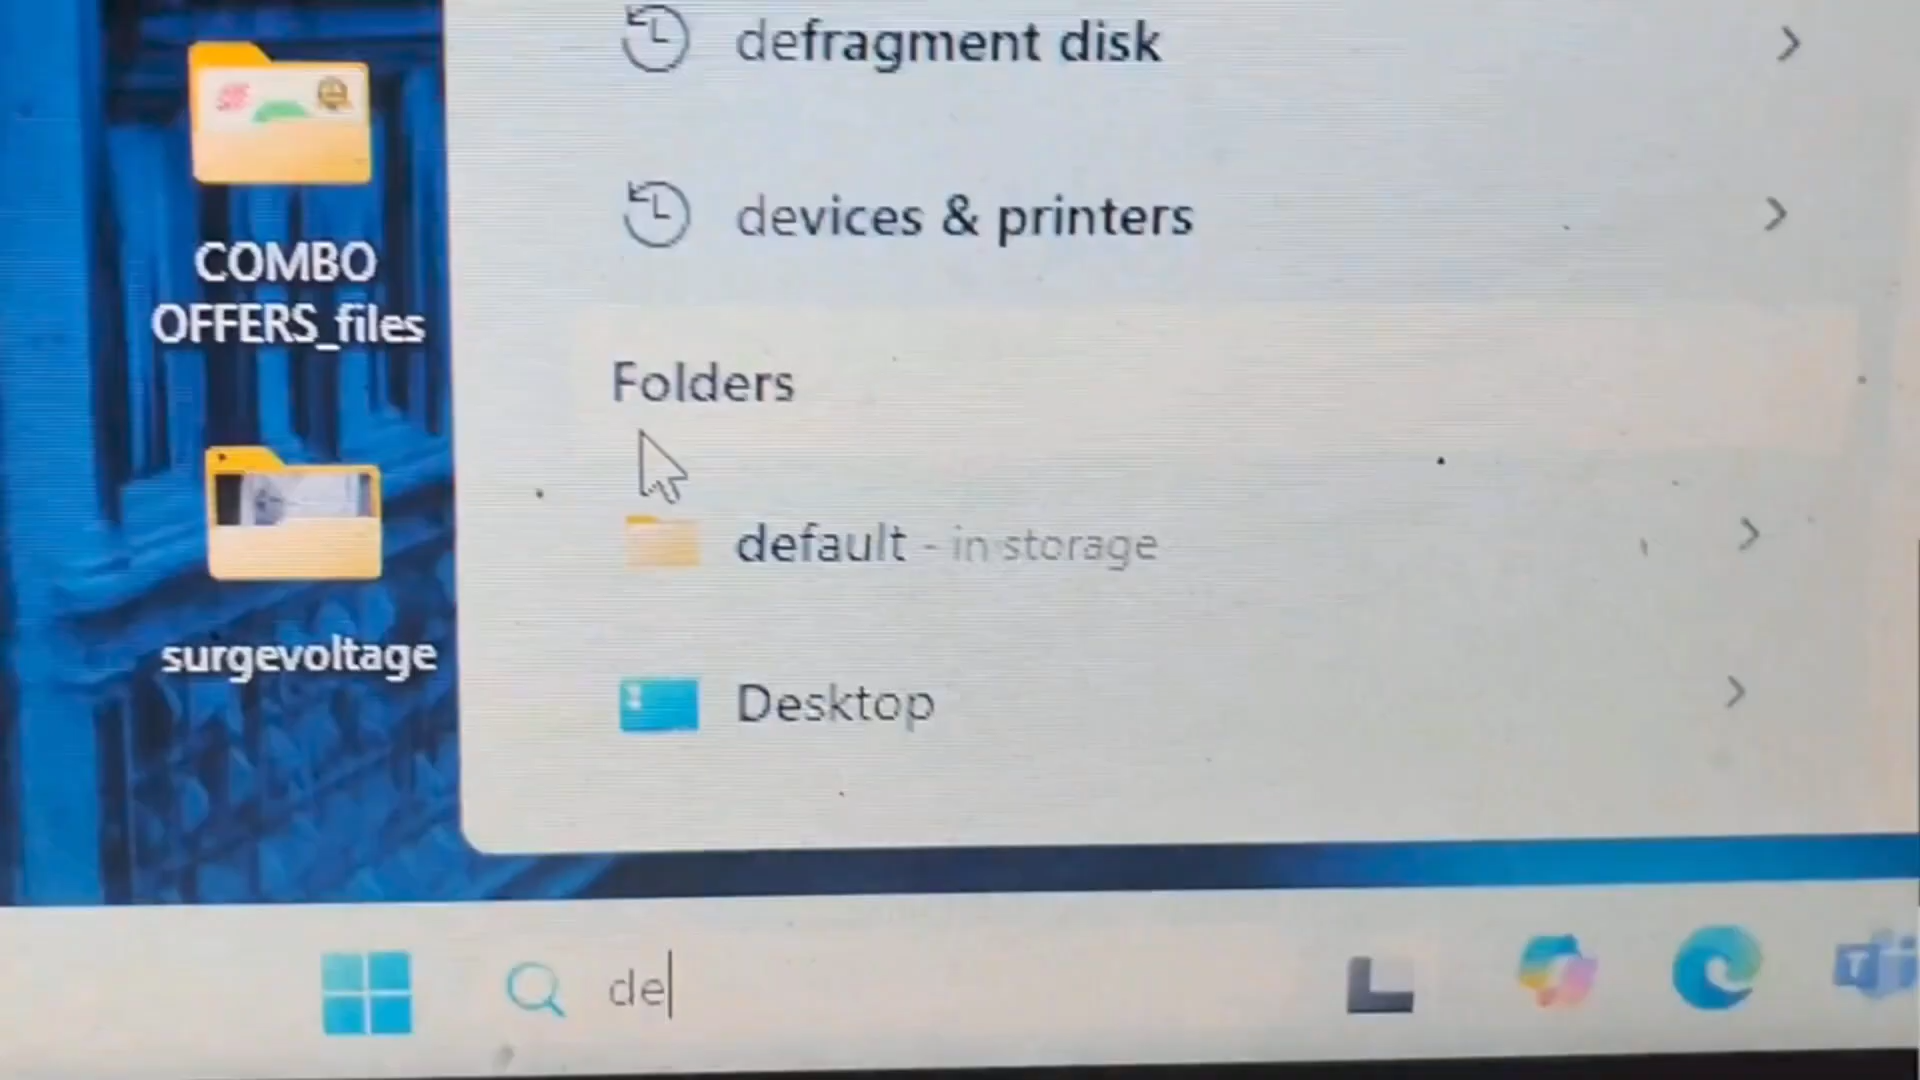 defragment disk
devices & printers
Folders
default - in storage
Desktop
COMBO
OFFERS_files
surgevoltage
de
T